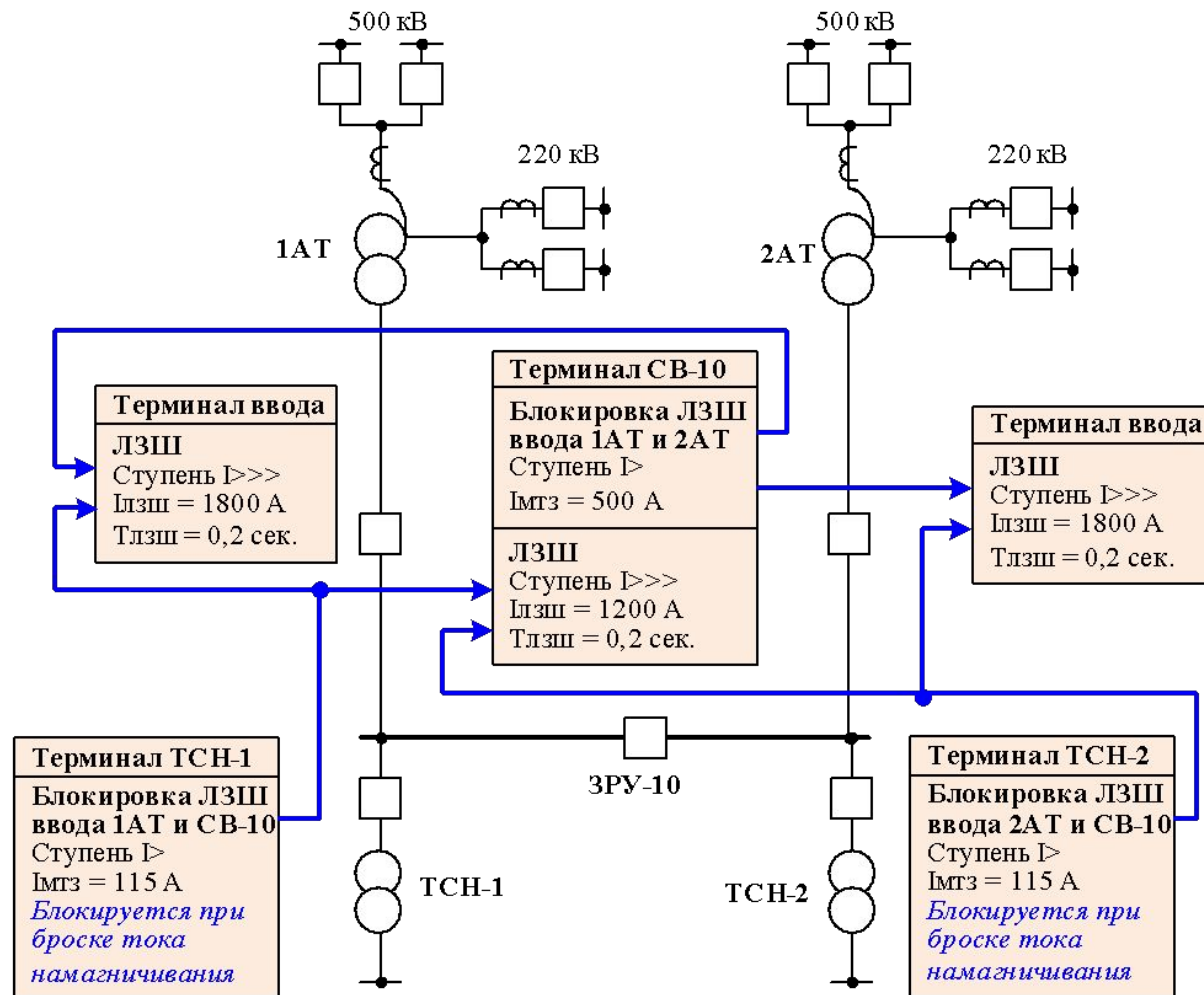 500 кВ
500 кВ
220 кВ
220 кВ
1АТ
2АТ
Терминал ввода
ЛЗШ
Ступень I>>>
Iлзш = 1800 А
Тлзш = 0,2 сек.
Терминал СВ-10
Блокировка ЛЗШ
ввода 1АТ и 2АТ
Ступень I>
Iмтз = 500 А
ЛЗШ
Ступень I>>>
Iлзш = 1200 А
Тлзш = 0,2 сек.
Терминал ввода
ЛЗШ
Ступень I>>>
Iлзш = 1800 А
Тлзш = 0,2 сек.
Терминал ТСН-1
Блокировка ЛЗШ
ввода 1АТ и СВ-10
Ступень I>
Iмтз = 115 А
Блокируется при
броске тока
намагничивания
ЗРУ-10
ТСН-1
ТСН-2
Терминал ТСН-2
Блокировка ЛЗШ
ввода 2АТ и СВ-10
Ступень I>
Iмтз = 115 А
Блокируется при
броске тока
намагничивания